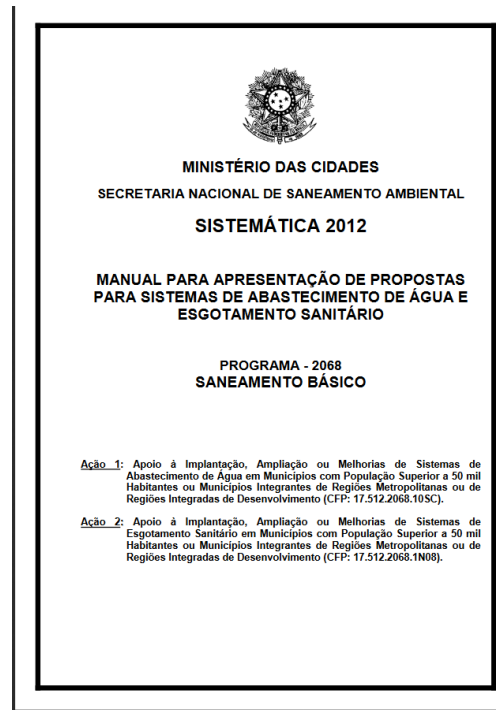 MINISTÉRIO DAS CIDADES
SECRETARIA NACIONAL DE SANEAMENTO AMBIENTAL
SISTEMÁTICA 2012
MANUAL PARA APRESENTAÇÃO DE PROPOSTAS
PARA SISTEMAS DE ABASTECIMENTO DE ÁGUA E
ESGOTAMENTO SANITÁRIO
PROGRAMA - 2068
SANEAMENTO BÁSICO
Ação 1: Apoio à Implantação, Ampliação ou Melhorias de Sistemas de
Abastecimento de Água em Municípios com População Superior a 50 mil
Habitantes ou Municípios Integrantes de Regiões Metropolitanas ou de
Regiões Integradas de Desenvolvimento (CFP: 17.512.2068.10SC).
Ação 2: Apoio à Implantação, Ampliação ou Melhorias de Sistemas de
Esgotamento Sanitário em Municípios com População Superior a 50 mil
Habitantes ou Municípios Integrantes de Regiões Metropolitanas ou de
Regiões Integradas de Desenvolvimento (CFP: 17.512.2068.1N08).